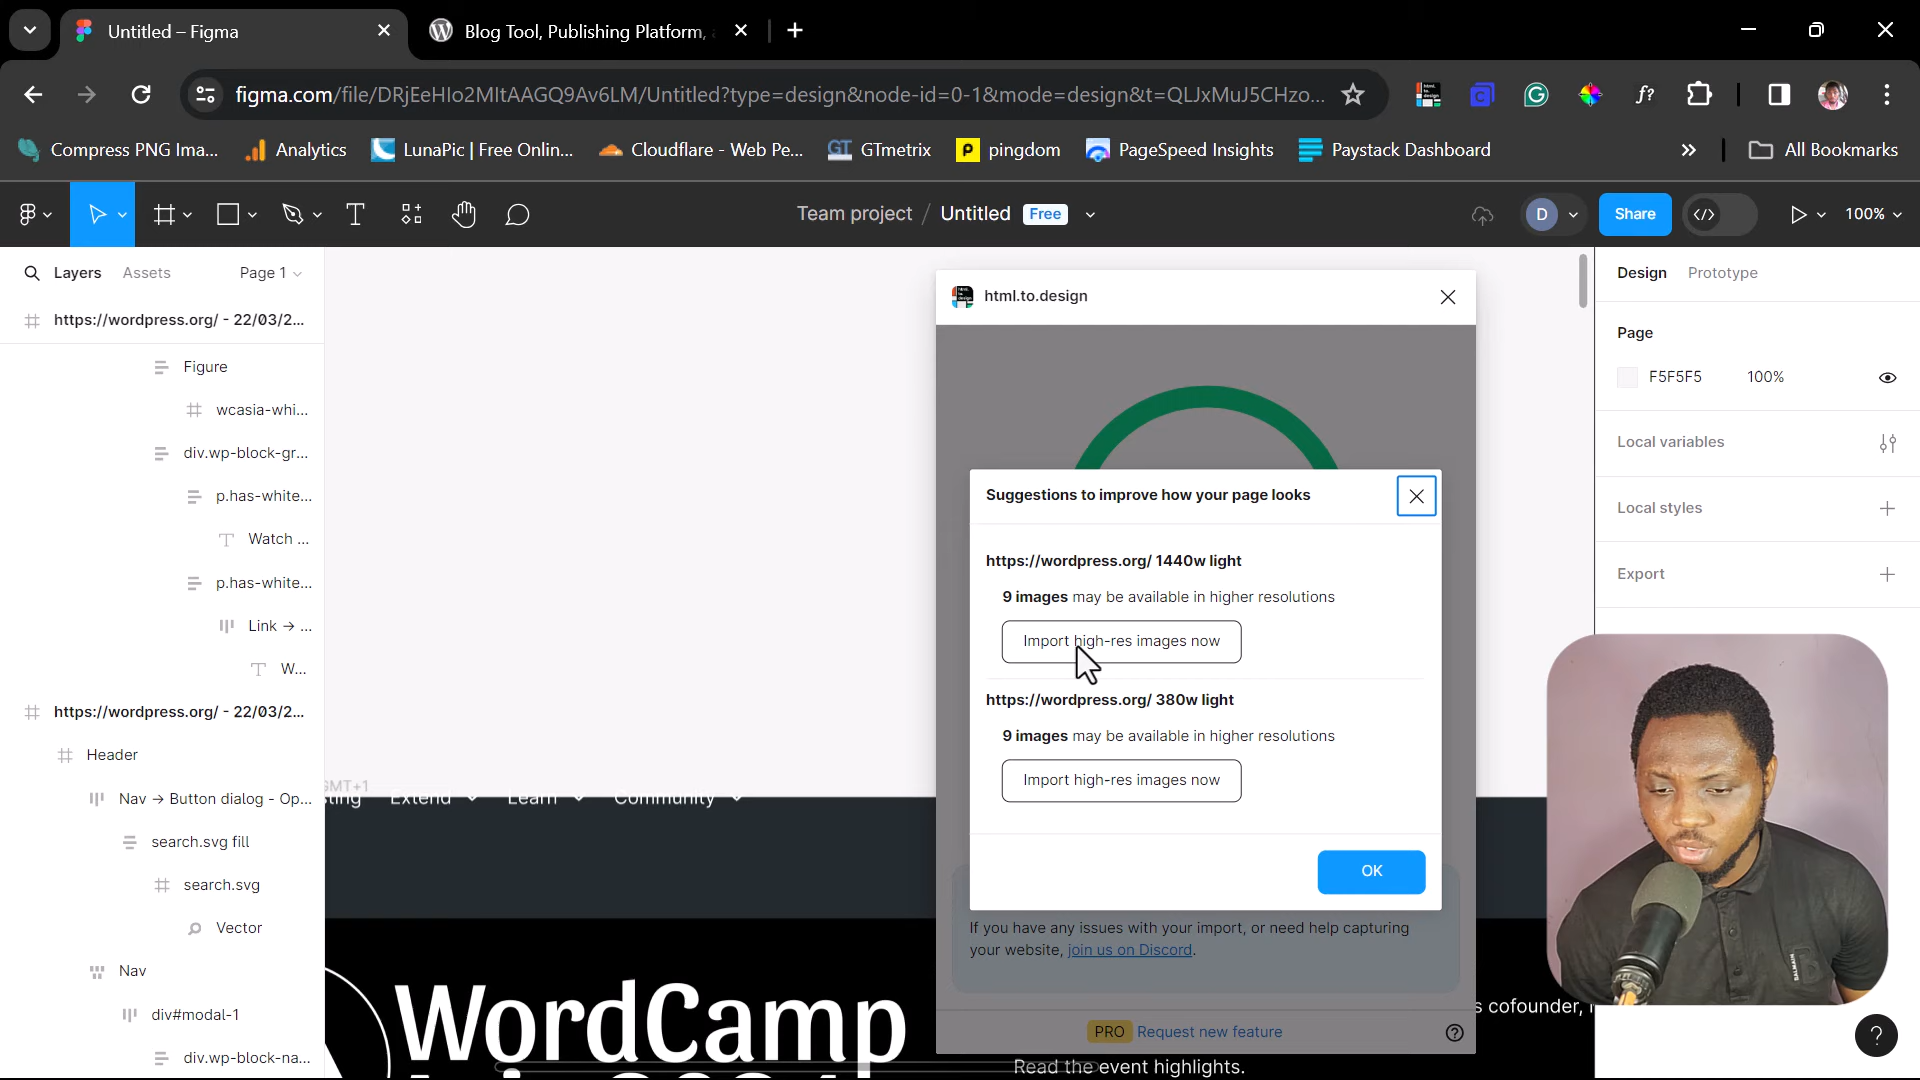 Untitled – Figma
Blog Tool, Publishing Platform,
figma.com/file/DRjEeHIo2MItAAGQ9Av6LM/Untitled?type=design&node-id=0-1&mode=design&t=QLJxMuJ5CHzo...
f?
Compress PNG Ima...
Analytics
LunaPic | Free Onlin...
Cloudflare - Web Pe...
GTmetrix
pingdom
PageSpeed Insights
Paystack Dashboard
All Bookmarks
Team project / Untitled Free
D
Share
100%
Layers
Assets
Page 1
https://wordpress.org/ - 22/03/2...
Figure
wcasia-whi...
div.wp-block-gr...
p.has-white...
Watch ...
p.has-white...
Link → ...
W...
https://wordpress.org/ - 22/03/2...
Header
Nav → Button dialog - Op...
search.svg fill
search.svg
Vector
Nav
div#modal-1
div.wp-block-na...
GMT+1
Extend
Learn
Community
WordCamp
html.to.design
Suggestions to improve how your page looks
https://wordpress.org/ 1440w light
9 images may be available in higher resolutions
Import high-res images now
https://wordpress.org/ 380w light
9 images may be available in higher resolutions
Import high-res images now
OK
If you have any issues with your import, or need help capturing
your website, join us on Discord.
PRO Request new feature
s cofounder,
Read the event highlights.
Design
Prototype
Page
F5F5F5
100%
Local variables
Local styles
Export
BALMAIN
?